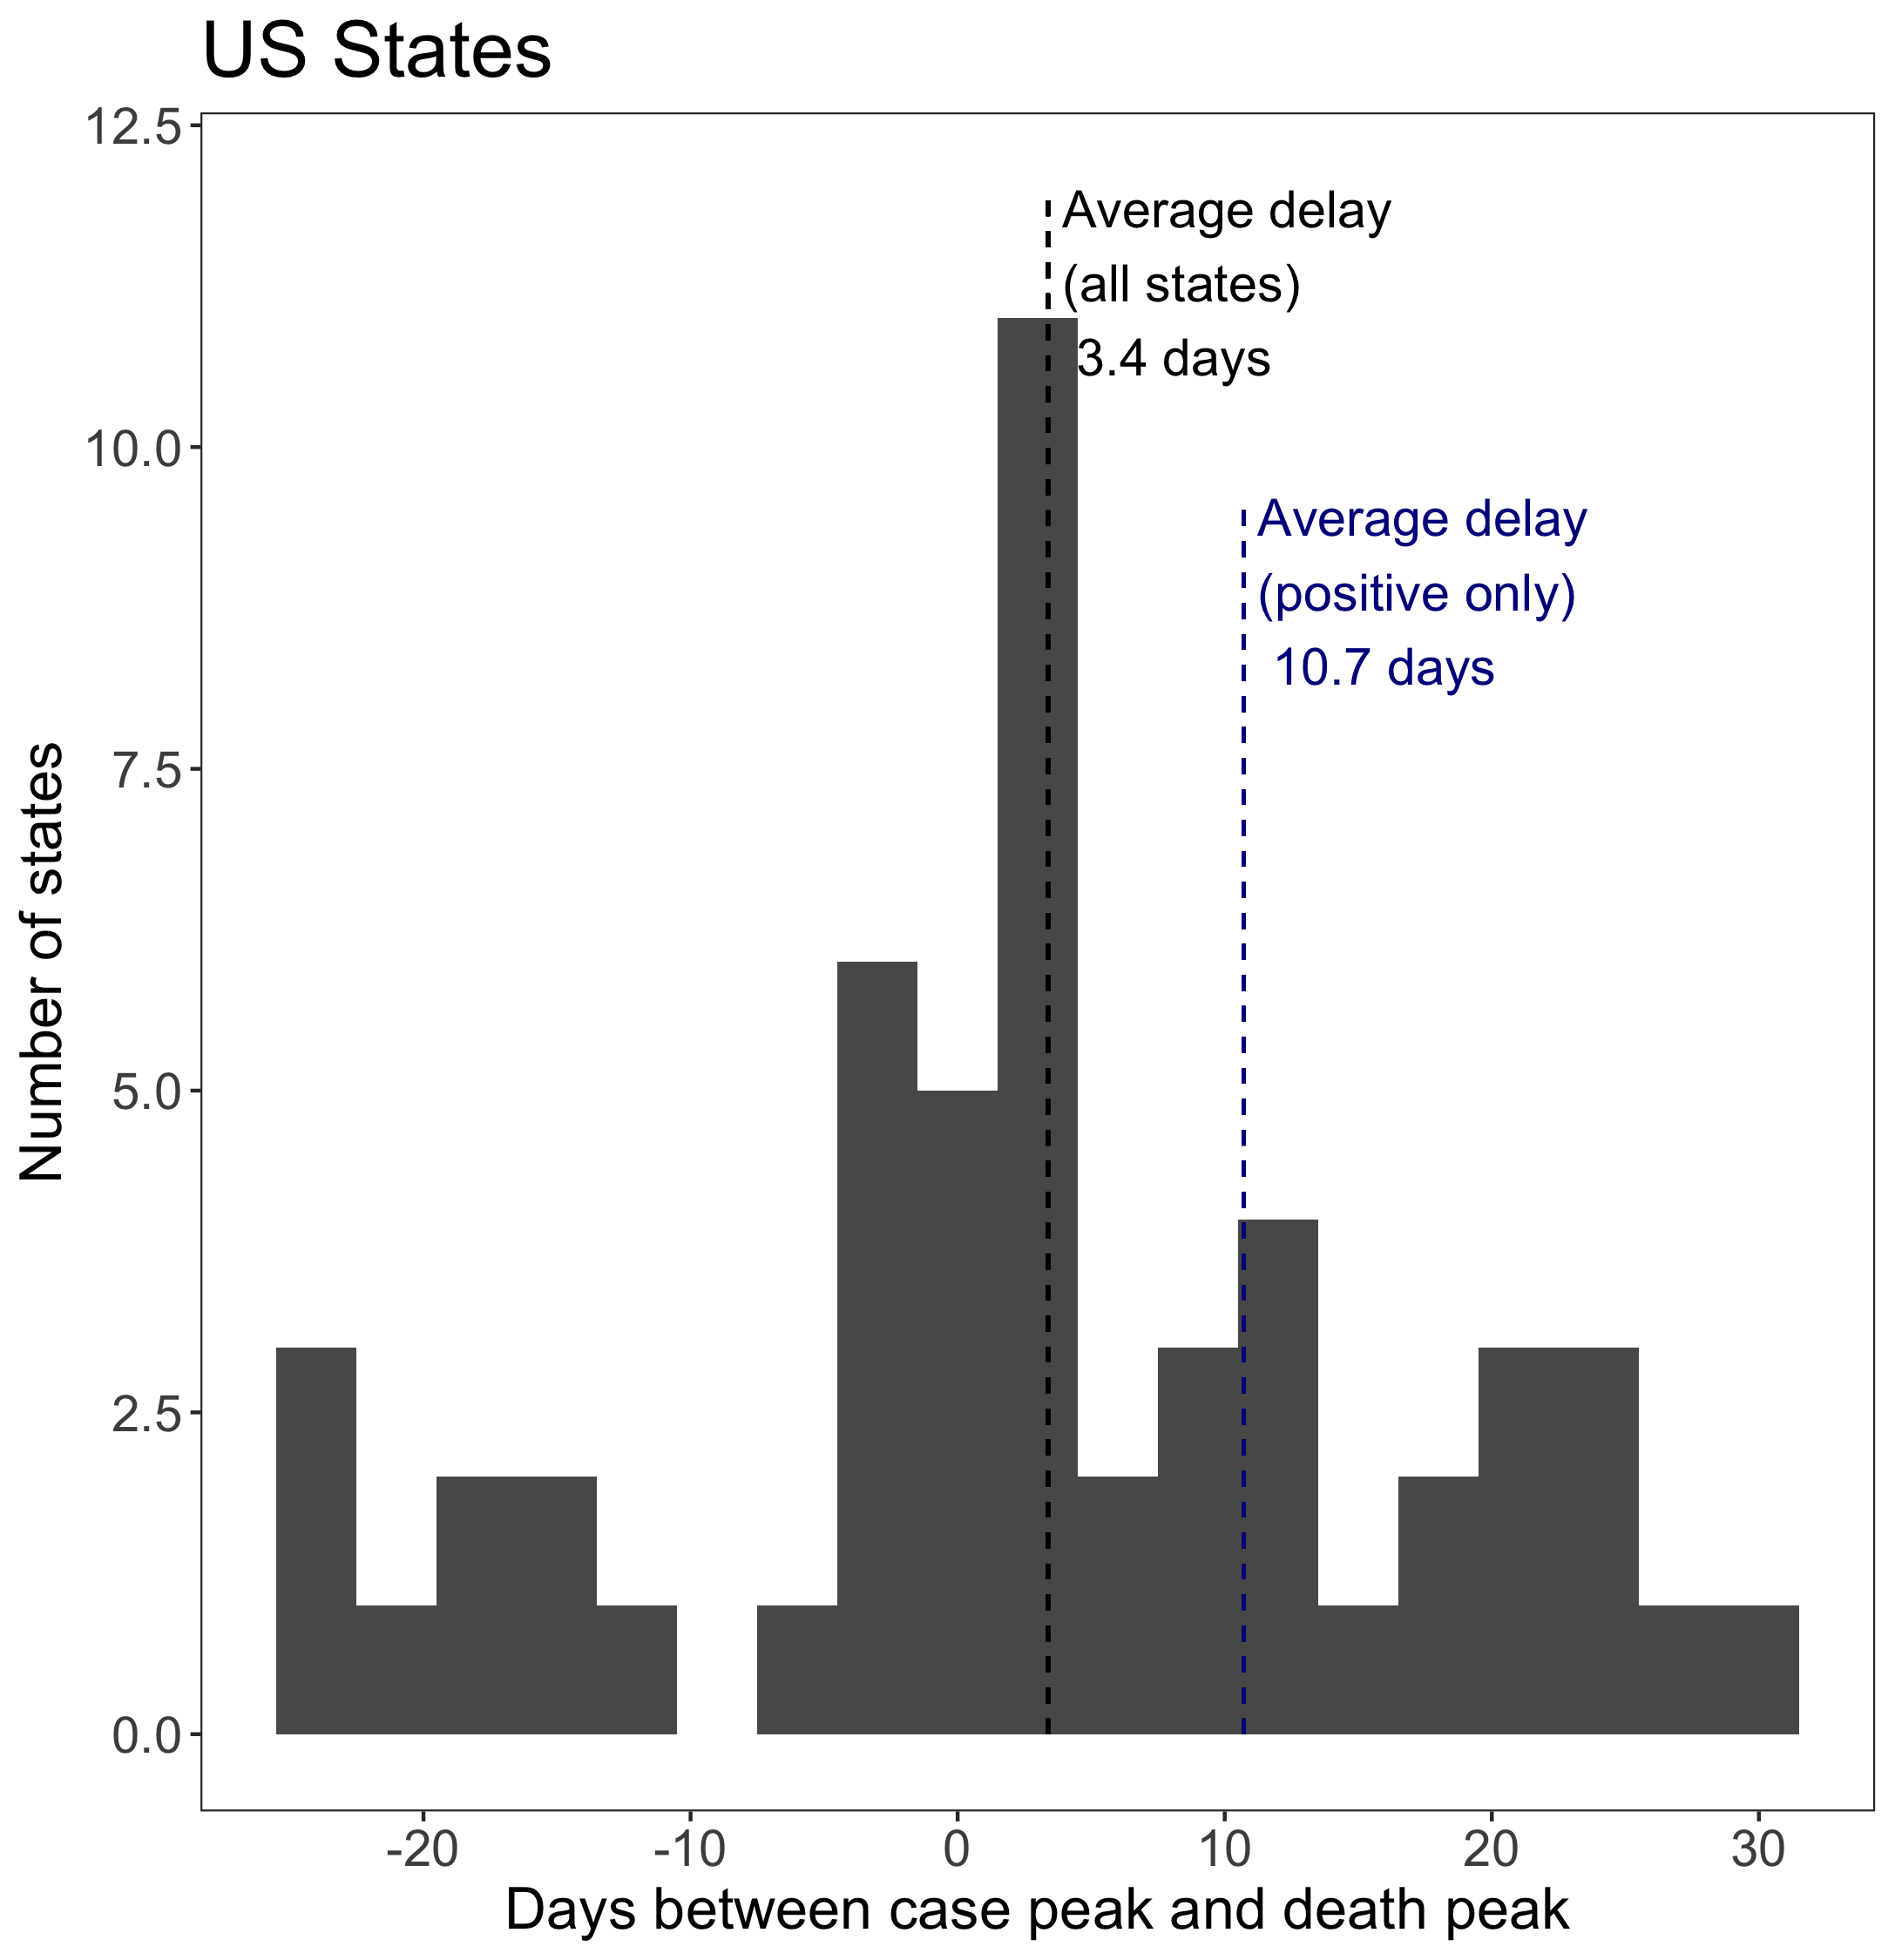 US States
12.5
10.0
7.5
5.0
2.5
0.0
Number of states
Average delay
(all states)
3.4 days
Average delay
(positive only)
10.7 days
-20 -10 0 10 20 30
Days between case peak and death peak